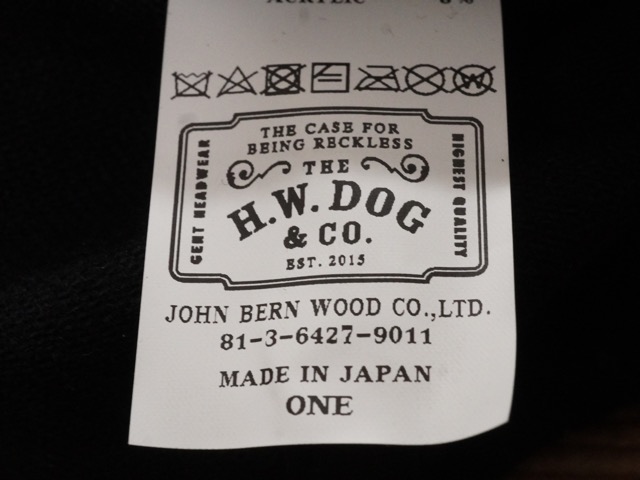 THE CASE FOR
BEING RECKLESS
THE
H.W. DOG
& CO.
EST. 2015
GENT HEADWEAR
HIGHEST QUALITY
JOHN BERN WOOD CO.,LTD.
81-3-6427-9011
MADE IN JAPAN
ONE